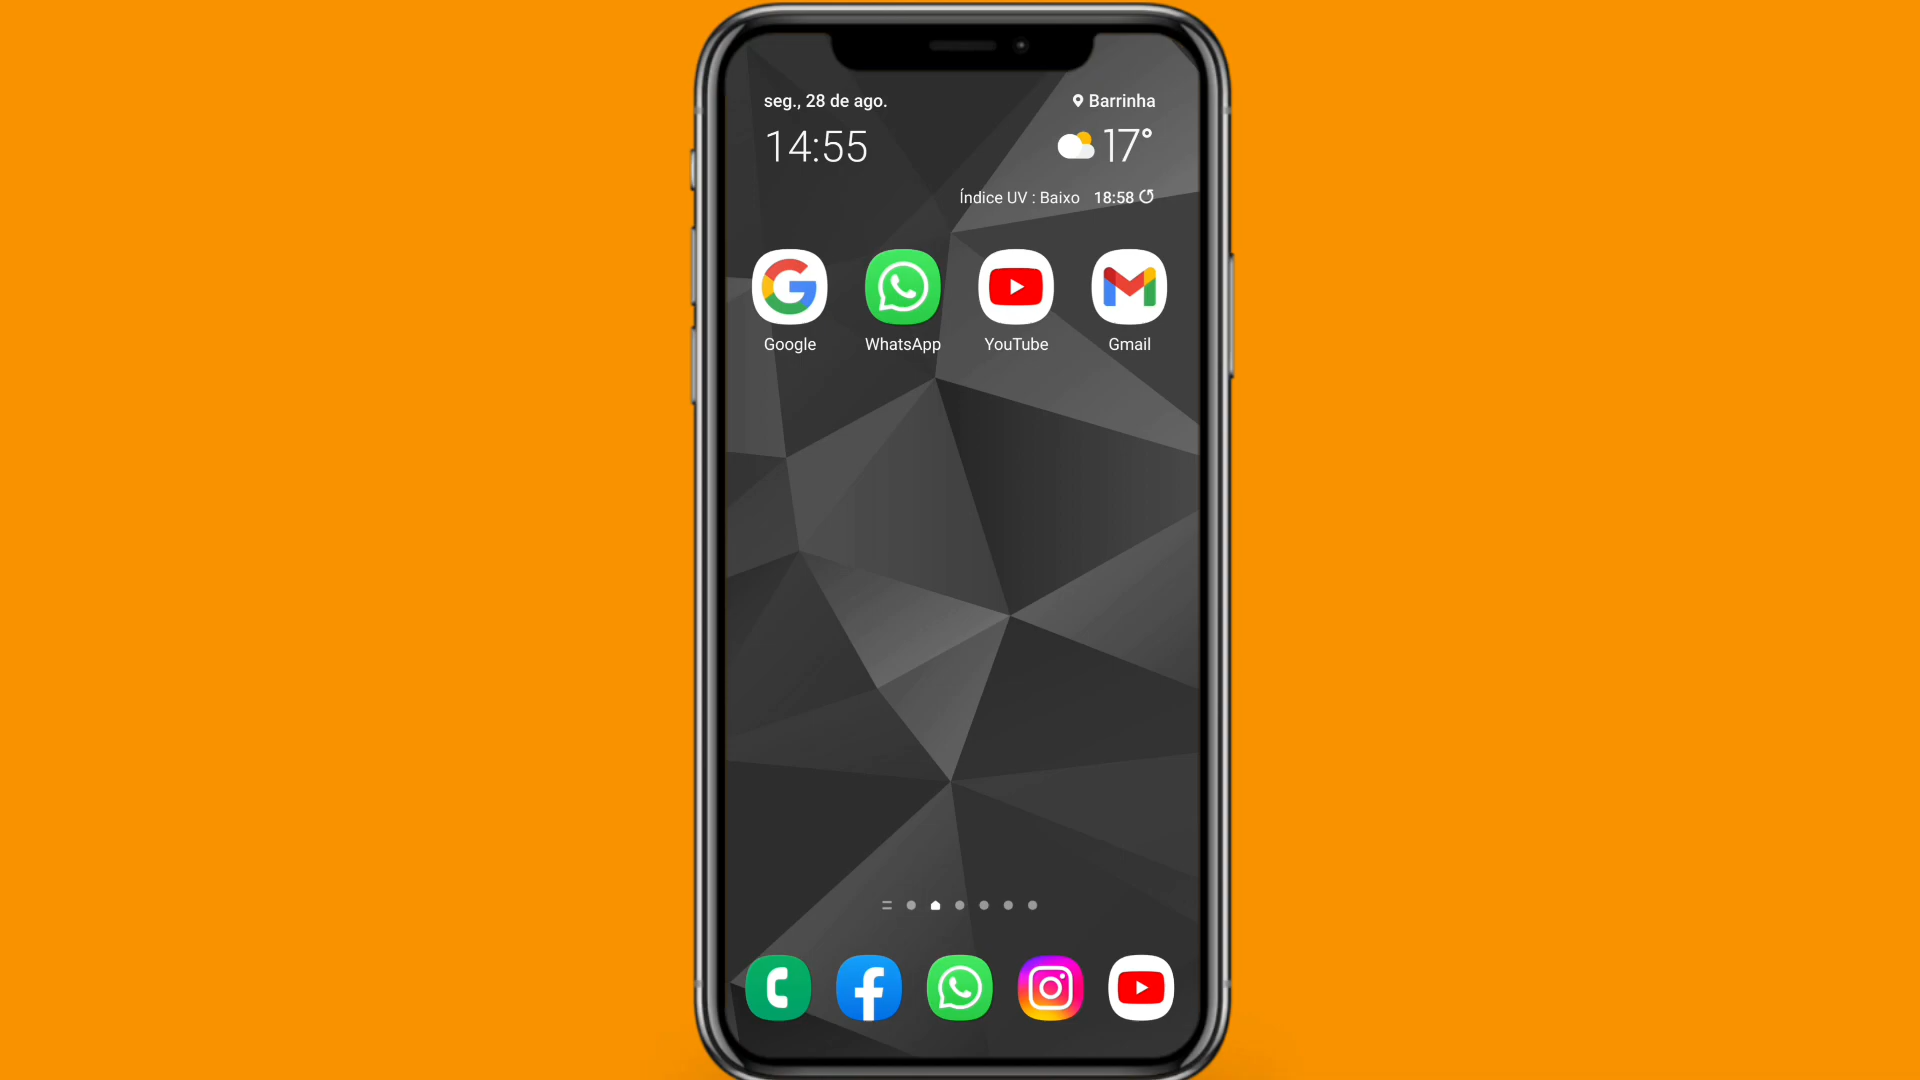 seg., 28 de ago.
Barrinha
14:55
17°
Índice UV : Baixo 18:58
Google
WhatsApp
YouTube
Gmail